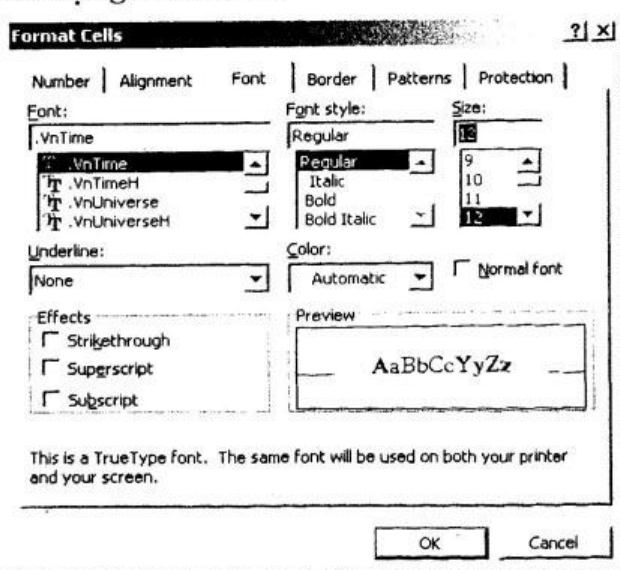 Format Cells
Number Alignment Font Border Patterns Protection
Font: Font style: Size:
.VnTime Regular 12
.VnTime Regular 9
.VnTimeH Italic 10
.VnUniverse Bold 11
.VnUniverseH Bold Italic 12
Underline: Color:
None Automatic Normal font
Effects Preview
Strikethrough
Superscript AaBbCcYyZz
Subscript
This is a TrueType font. The same font will be used on both your printer
and your screen.
OK Cancel